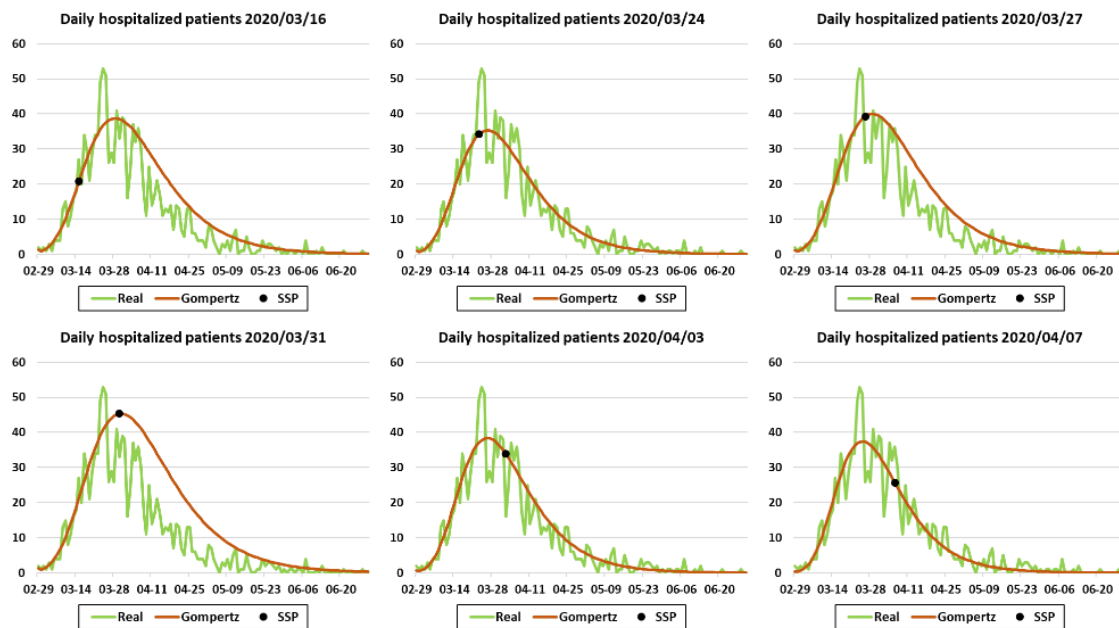 Daily hospitalized patients 2020/03/16
60
50
40
30
20
10
0
02-29 03-14 03-28 04-11 04-25 05-09 05-23 06-06 06-20
Real Gompertz SSP
Daily hospitalized patients 2020/03/24
60
50
40
30
20
10
0
02-29 03-14 03-28 04-11 04-25 05-09 05-23 06-06 06-20
Real Gompertz SSP
Daily hospitalized patients 2020/03/27
60
50
40
30
20
10
0
02-29 03-14 03-28 04-11 04-25 05-09 05-23 06-06 06-20
Real Gompertz SSP
Daily hospitalized patients 2020/03/31
60
50
40
30
20
10
0
02-29 03-14 03-28 04-11 04-25 05-09 05-23 06-06 06-20
Real Gompertz SSP
Daily hospitalized patients 2020/04/03
60
50
40
30
20
10
0
02-29 03-14 03-28 04-11 04-25 05-09 05-23 06-06 06-20
Real Gompertz SSP
Daily hospitalized patients 2020/04/07
60
50
40
30
20
10
0
02-29 03-14 03-28 04-11 04-25 05-09 05-23 06-06 06-20
Real Gompertz SSP